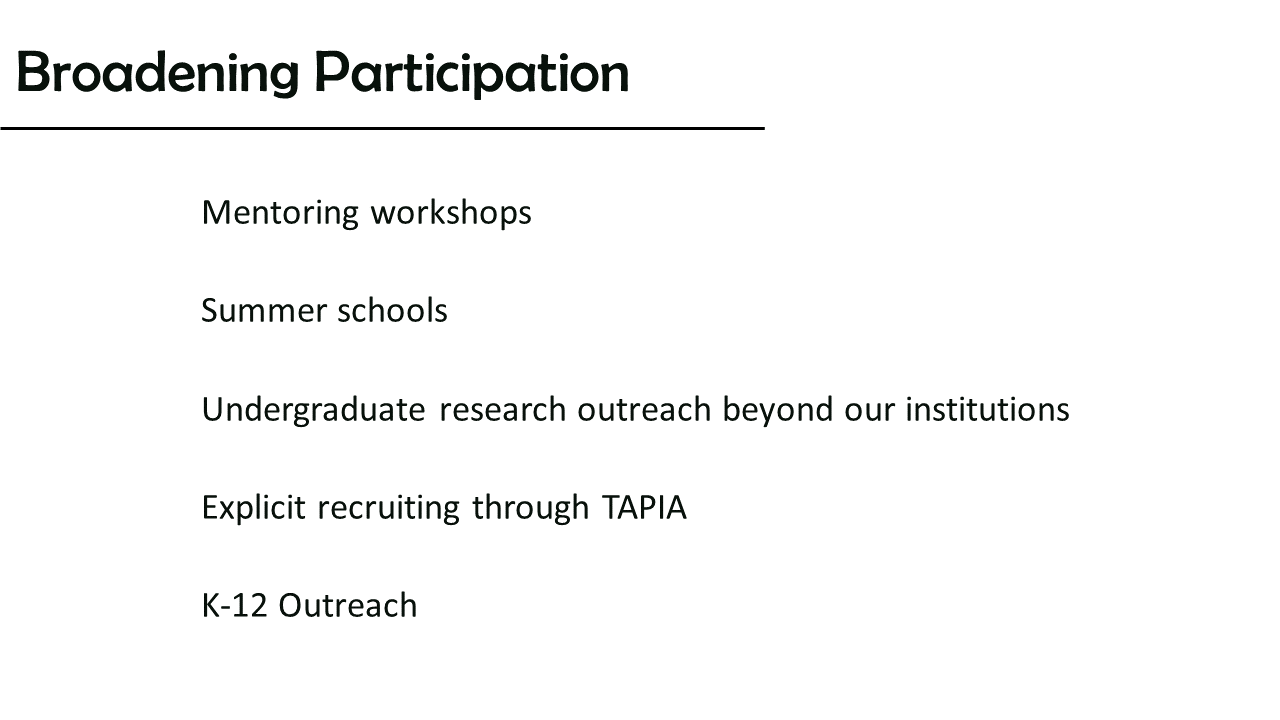 Broadening Participation
Mentoring workshops
Summer schools
Undergraduate research outreach beyond our institutions
Explicit recruiting through TAPIA
K-12 Outreach